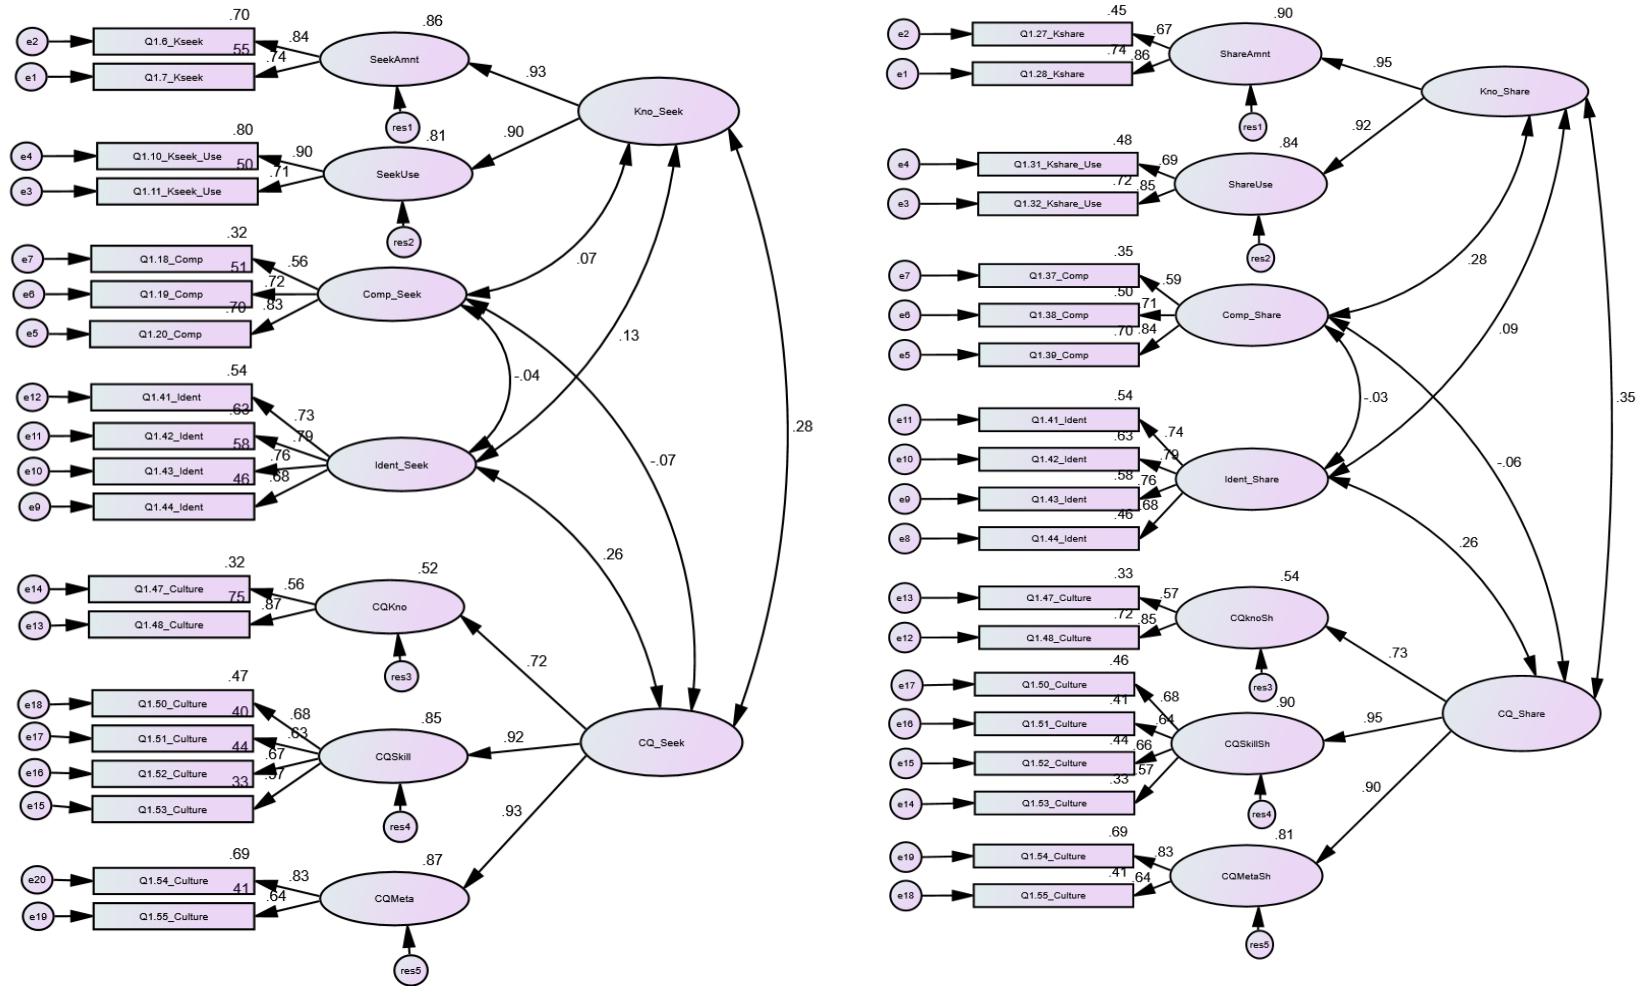 .70
e2 Q1.6_Kseek .84
55
e1 Q1.7_Kseek .74
.86
SeekAmnt
res1
.93
Kno_Seek
.80
e4 Q1.10_Kseek_Use .90
50
e3 Q1.11_Kseek_Use .71
.81
SeekUse
res2
.90
.32
e7 Q1.18_Comp .56
51
e6 Q1.19_Comp .72
.70
e5 Q1.20_Comp .83
Comp_Seek
.07
.13
-.04
.28
.54
e12 Q1.41_Ident .73
.63
e11 Q1.42_Ident .79
58
e10 Q1.43_Ident .76
46
e9 Q1.44_Ident .68
Ident_Seek
-.07
.26
.32
e14 Q1.47_Culture .56
75
e13 Q1.48_Culture .87
.52
CQKno
res3
.72
.47
e18 Q1.50_Culture .68
40
e17 Q1.51_Culture .63
44
e16 Q1.52_Culture .67
33
e15 Q1.53_Culture .57
.85
CQSkill
res4
.92
CQ_Seek
.93
.69
e20 Q1.54_Culture .83
41
e19 Q1.55_Culture .64
.87
CQMeta
res5
.45
e2 Q1.27_Kshare .67
.74
e1 Q1.28_Kshare .86
.90
ShareAmnt
res1
.95
Kno_Share
.48
e4 Q1.31_Kshare_Use .69
.72
e3 Q1.32_Kshare_Use .85
.84
ShareUse
res2
.92
.35
e7 Q1.37_Comp .59
.50
e6 Q1.38_Comp .71
.70
e5 Q1.39_Comp .84
Comp_Share
.28
.09
-.03
.35
.54
e11 Q1.41_Ident .74
.63
e10 Q1.42_Ident .79
.58
e9 Q1.43_Ident .76
.46
e8 Q1.44_Ident .68
Ident_Share
-.06
.26
.33
e13 Q1.47_Culture .57
.72
e12 Q1.48_Culture .85
.54
CQknoSh
res3
.73
.46
e17 Q1.50_Culture .68
.41
e16 Q1.51_Culture .64
.44
e15 Q1.52_Culture .66
.33
e14 Q1.53_Culture .57
.90
CQSkillSh
res4
.95
CQ_Share
.90
.69
e19 Q1.54_Culture .83
.41
e18 Q1.55_Culture .64
.81
CQMetaSh
res5